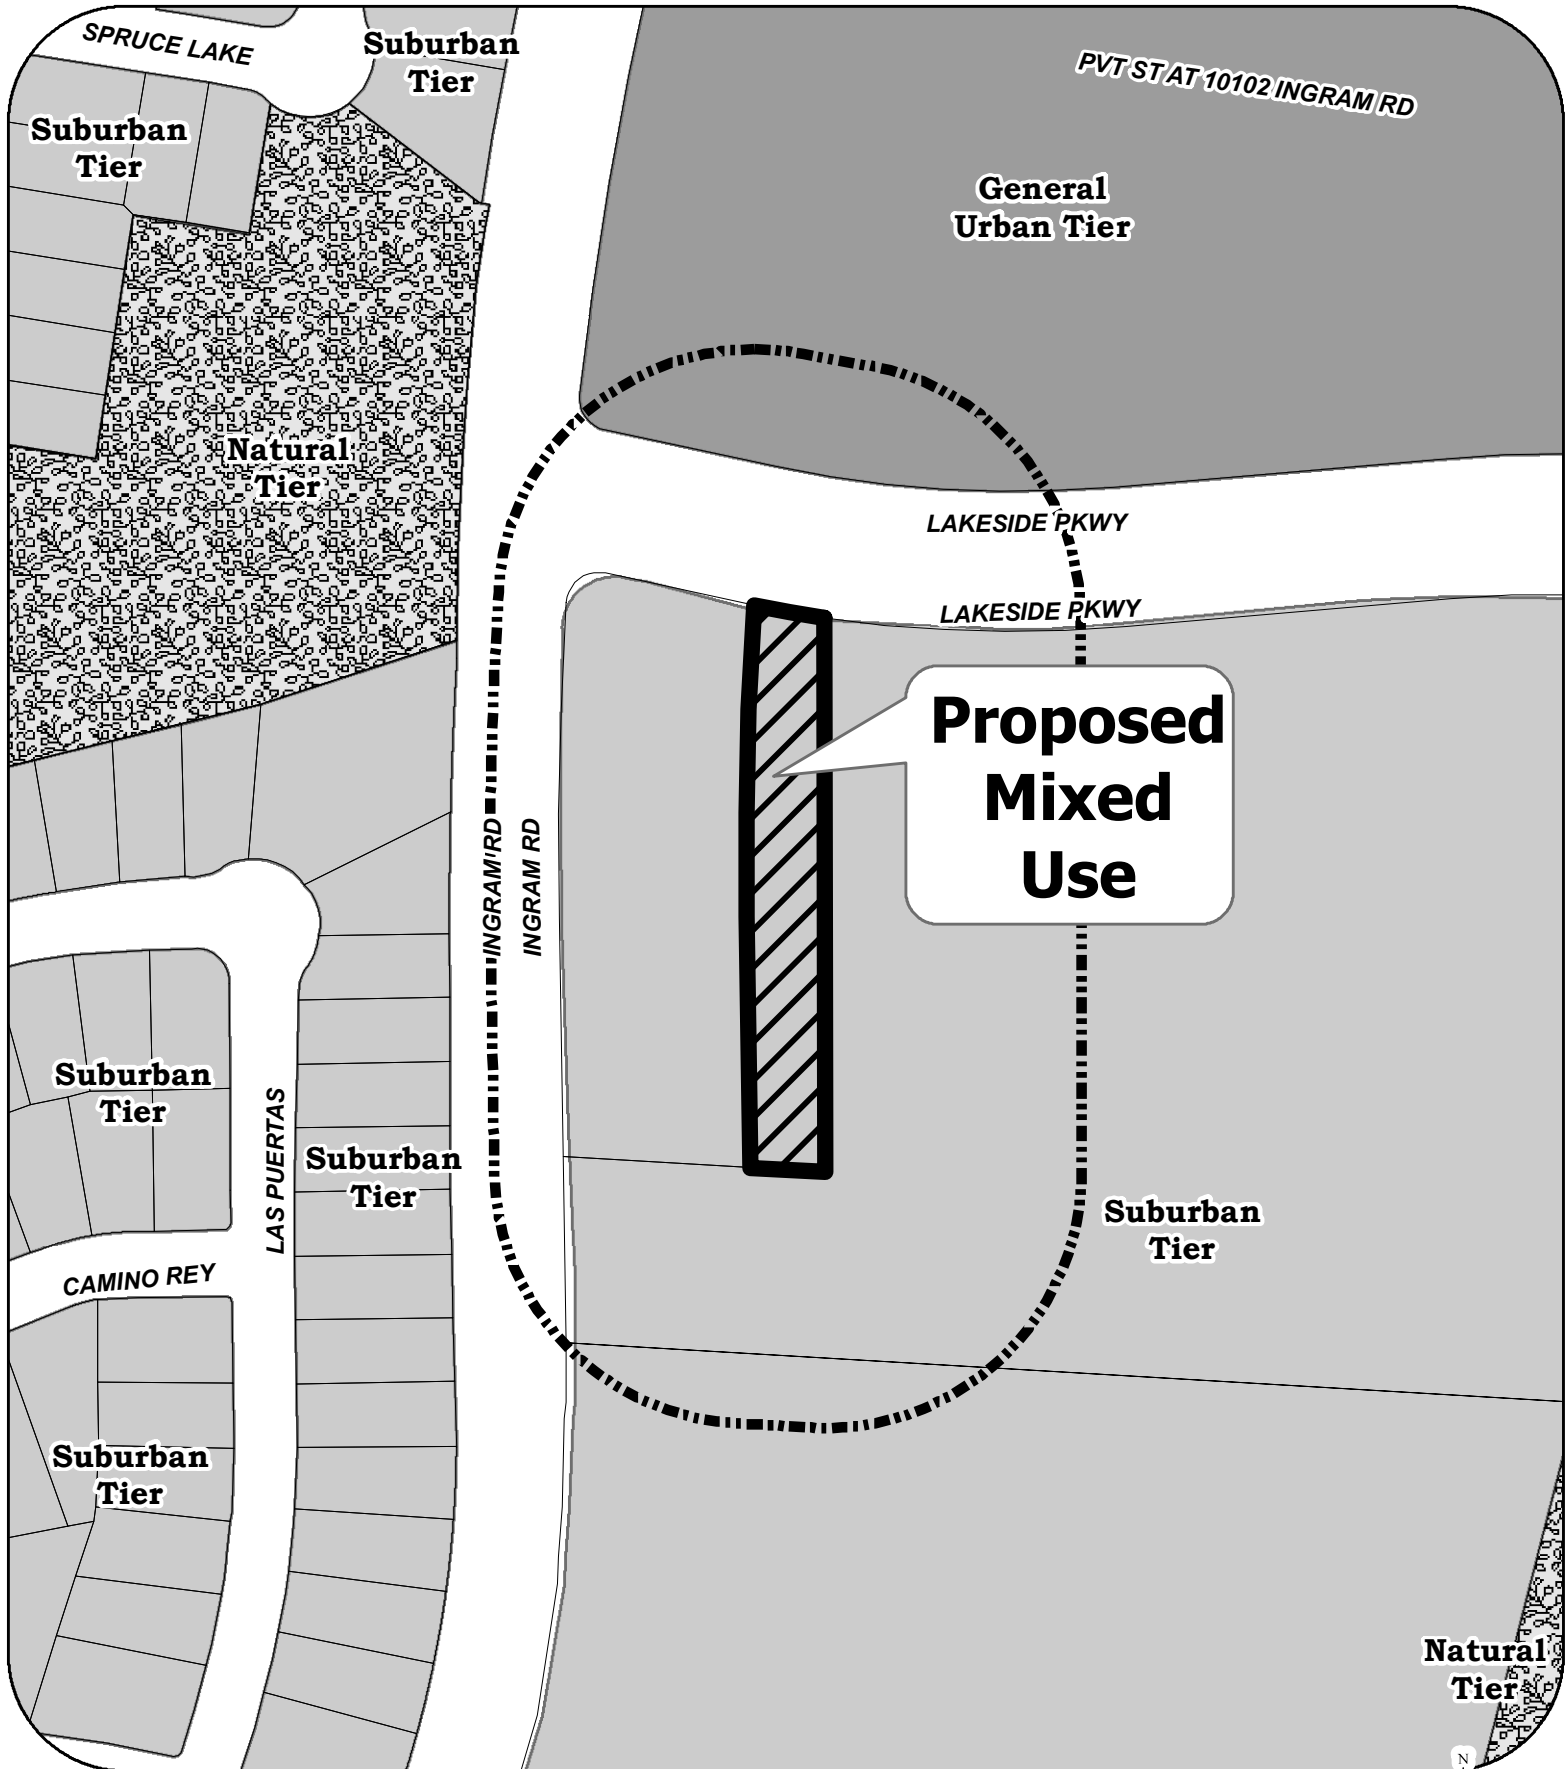 SPRUCE LAKE
Suburban
Tier
PVT ST AT 10102 INGRAM RD
Suburban
Tier
General
Urban Tier
Natural
Tier
LAKESIDE PKWY
LAKESIDE PKWY
Proposed
Mixed
Use
INGRAM RD
INGRAM RD
Suburban
Tier
LAS PUERTAS
Suburban
Tier
Suburban
Tier
CAMINO REY
Suburban
Tier
Natural
Tier
N